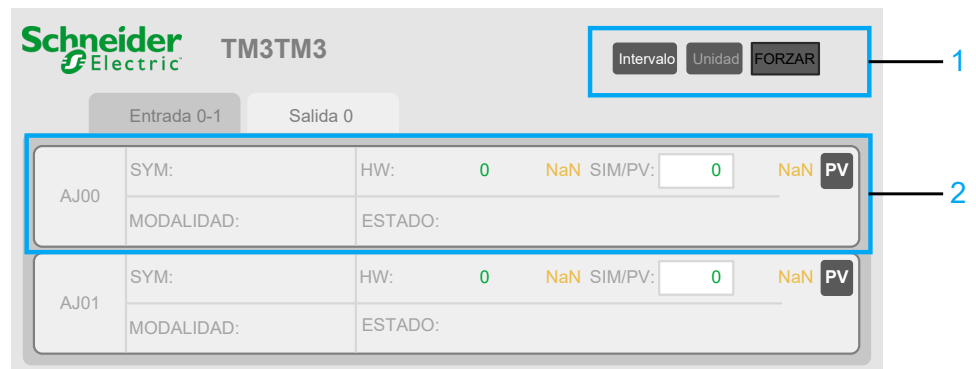 Schneider Electric TM3TM3 Intervalo Unidad FORZAR 1
Entrada 0-1 Salida 0
SYM: HW: 0 NaN SIM/PV: 0 NaN PV
AJ00 2
MODALIDAD: ESTADO:
SYM: HW: 0 NaN SIM/PV: 0 NaN PV
AJ01
MODALIDAD: ESTADO: